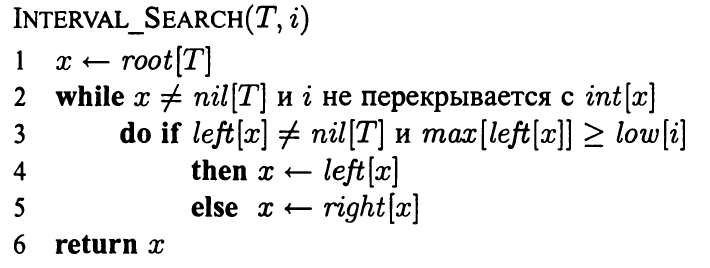 INTERVAL_SEARCH(T, i)
1 x ← root[T]
2 while x ≠ nil[T] и i не перекрывается с int[x]
3 do if left[x] ≠ nil[T] и max[left[x]] ≥ low[i]
4 then x ← left[x]
5 else x ← right[x]
6 return x